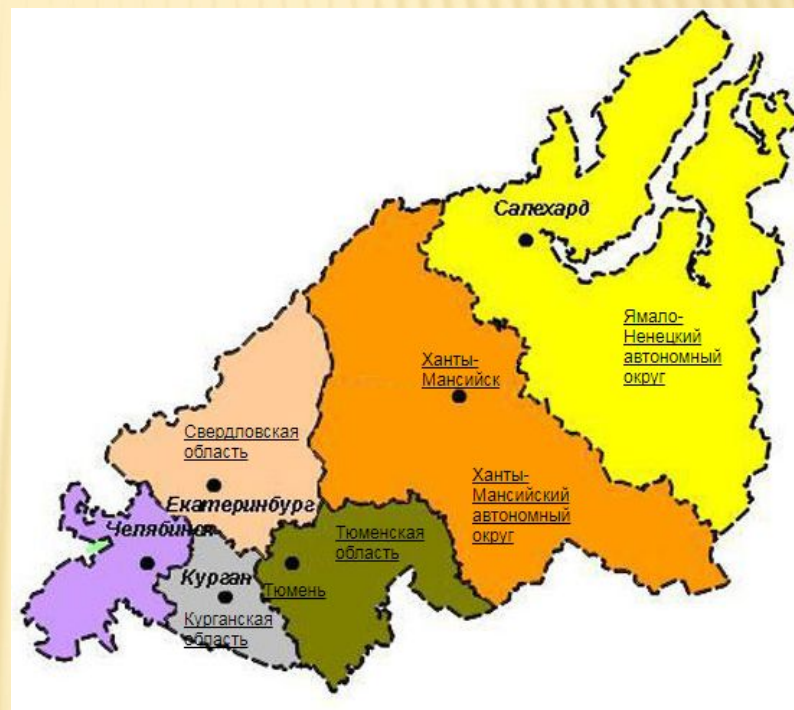 Салехард
Ямало-
Ненецкий
автономный
округ
Ханты-
Мансийск
Свердловская
область
Екатеринбург
Ханты-
Мансийский
автономный
округ
Челябинск
Тюменская
область
Курган
Тюмень
Курганская
область